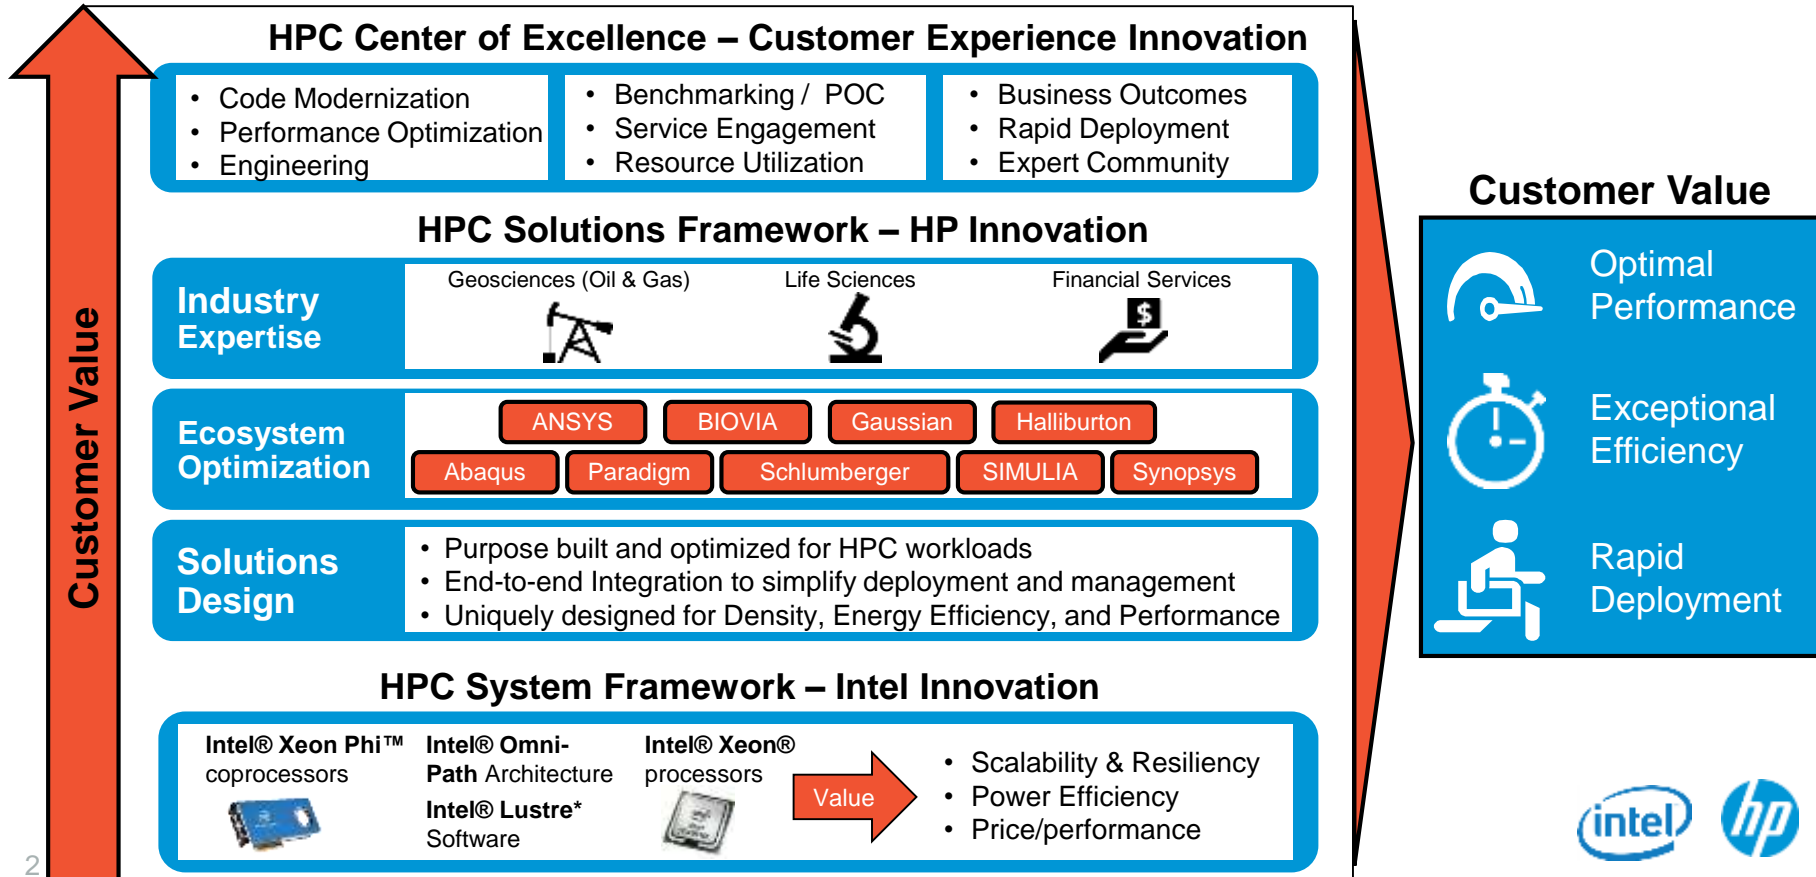 HPC Center of Excellence – Customer Experience Innovation
• Code Modernization
• Performance Optimization
• Engineering
• Benchmarking / POC
• Service Engagement
• Resource Utilization
• Business Outcomes
• Rapid Deployment
• Expert Community
HPC Solutions Framework – HP Innovation
Industry
Expertise
Geosciences (Oil & Gas)
Life Sciences
Financial Services
$
Ecosystem
Optimization
ANSYS
BIOVIA
Gaussian
Halliburton
Abaqus
Paradigm
Schlumberger
SIMULIA
Synopsys
Solutions
Design
• Purpose built and optimized for HPC workloads
• End-to-end Integration to simplify deployment and management
• Uniquely designed for Density, Energy Efficiency, and Performance
HPC System Framework – Intel Innovation
Intel® Xeon Phi™
coprocessors
Intel® Omni-
Path Architecture
Intel® Lustre*
Software
Intel® Xeon®
processors
Value
• Scalability & Resiliency
• Power Efficiency
• Price/performance
Customer Value
Customer Value
Optimal
Performance
Exceptional
Efficiency
Rapid
Deployment
intel
hp
2